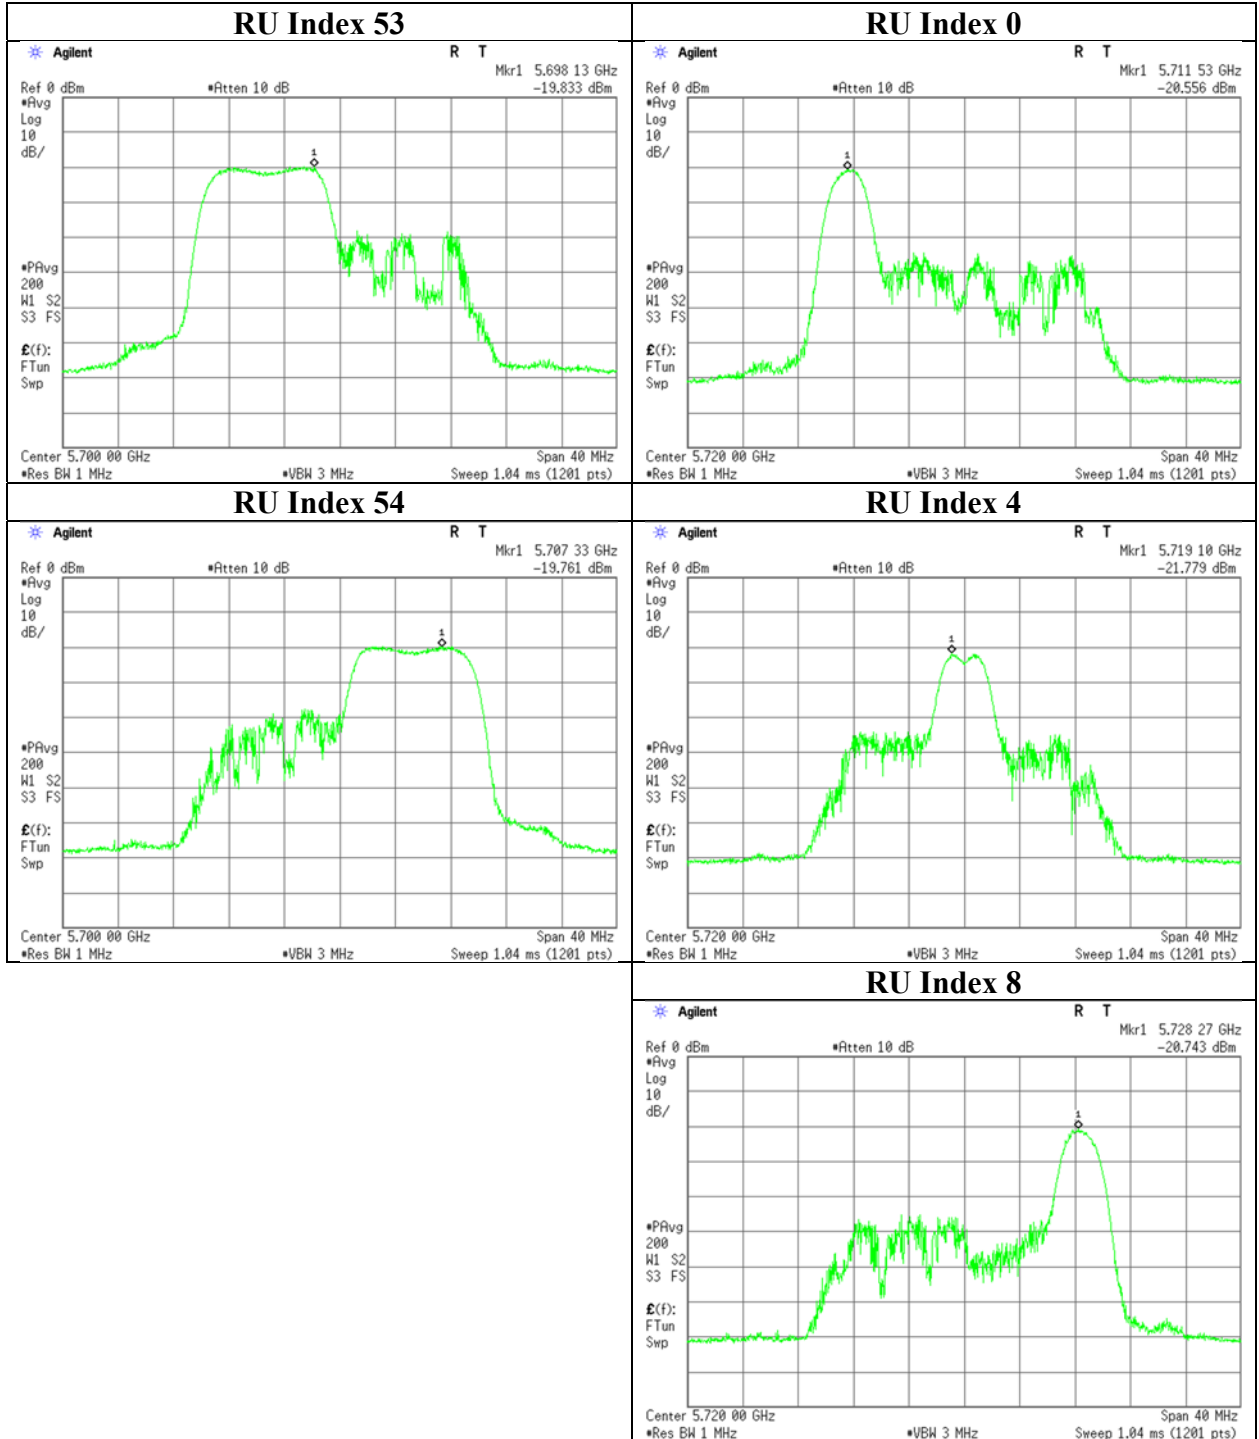 RU Index 53
Agilent
R T
Mkr1 5.698 13 GHz
Ref 0 dBm
*Atten 10 dB
-19.833 dBm
*Avg
Log
10
dB/
1
*PAvg
200
W1 S2
S3 FS
£(f):
FTun
Swp
Center 5.700 00 GHz
Span 40 MHz
*Res BW 1 MHz
*VBW 3 MHz
Sweep 1.04 ms (1201 pts)
RU Index 0
Agilent
R T
Mkr1 5.711 53 GHz
Ref 0 dBm
*Atten 10 dB
-20.556 dBm
*Avg
Log
10
dB/
1
*PAvg
200
W1 S2
S3 FS
£(f):
FTun
Swp
Center 5.720 00 GHz
Span 40 MHz
*Res BW 1 MHz
*VBW 3 MHz
Sweep 1.04 ms (1201 pts)
RU Index 54
Agilent
R T
Mkr1 5.707 33 GHz
Ref 0 dBm
*Atten 10 dB
-19.761 dBm
*Avg
Log
10
dB/
1
*PAvg
200
W1 S2
S3 FS
£(f):
FTun
Swp
Center 5.700 00 GHz
Span 40 MHz
*Res BW 1 MHz
*VBW 3 MHz
Sweep 1.04 ms (1201 pts)
RU Index 4
Agilent
R T
Mkr1 5.719 10 GHz
Ref 0 dBm
*Atten 10 dB
-21.779 dBm
*Avg
Log
10
dB/
1
*PAvg
200
W1 S2
S3 FS
£(f):
FTun
Swp
Center 5.720 00 GHz
Span 40 MHz
*Res BW 1 MHz
*VBW 3 MHz
Sweep 1.04 ms (1201 pts)
RU Index 8
Agilent
R T
Mkr1 5.728 27 GHz
Ref 0 dBm
*Atten 10 dB
-20.743 dBm
*Avg
Log
10
dB/
1
*PAvg
200
W1 S2
S3 FS
£(f):
FTun
Swp
Center 5.720 00 GHz
Span 40 MHz
*Res BW 1 MHz
*VBW 3 MHz
Sweep 1.04 ms (1201 pts)